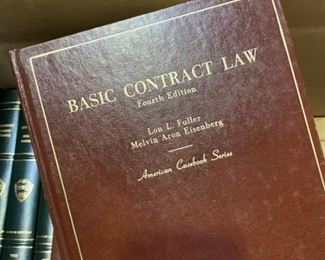 BASIC CONTRACT LAW
Fourth Edition
Lon L. Fuller
Melvin Aron Eisenberg
American Casebook Series